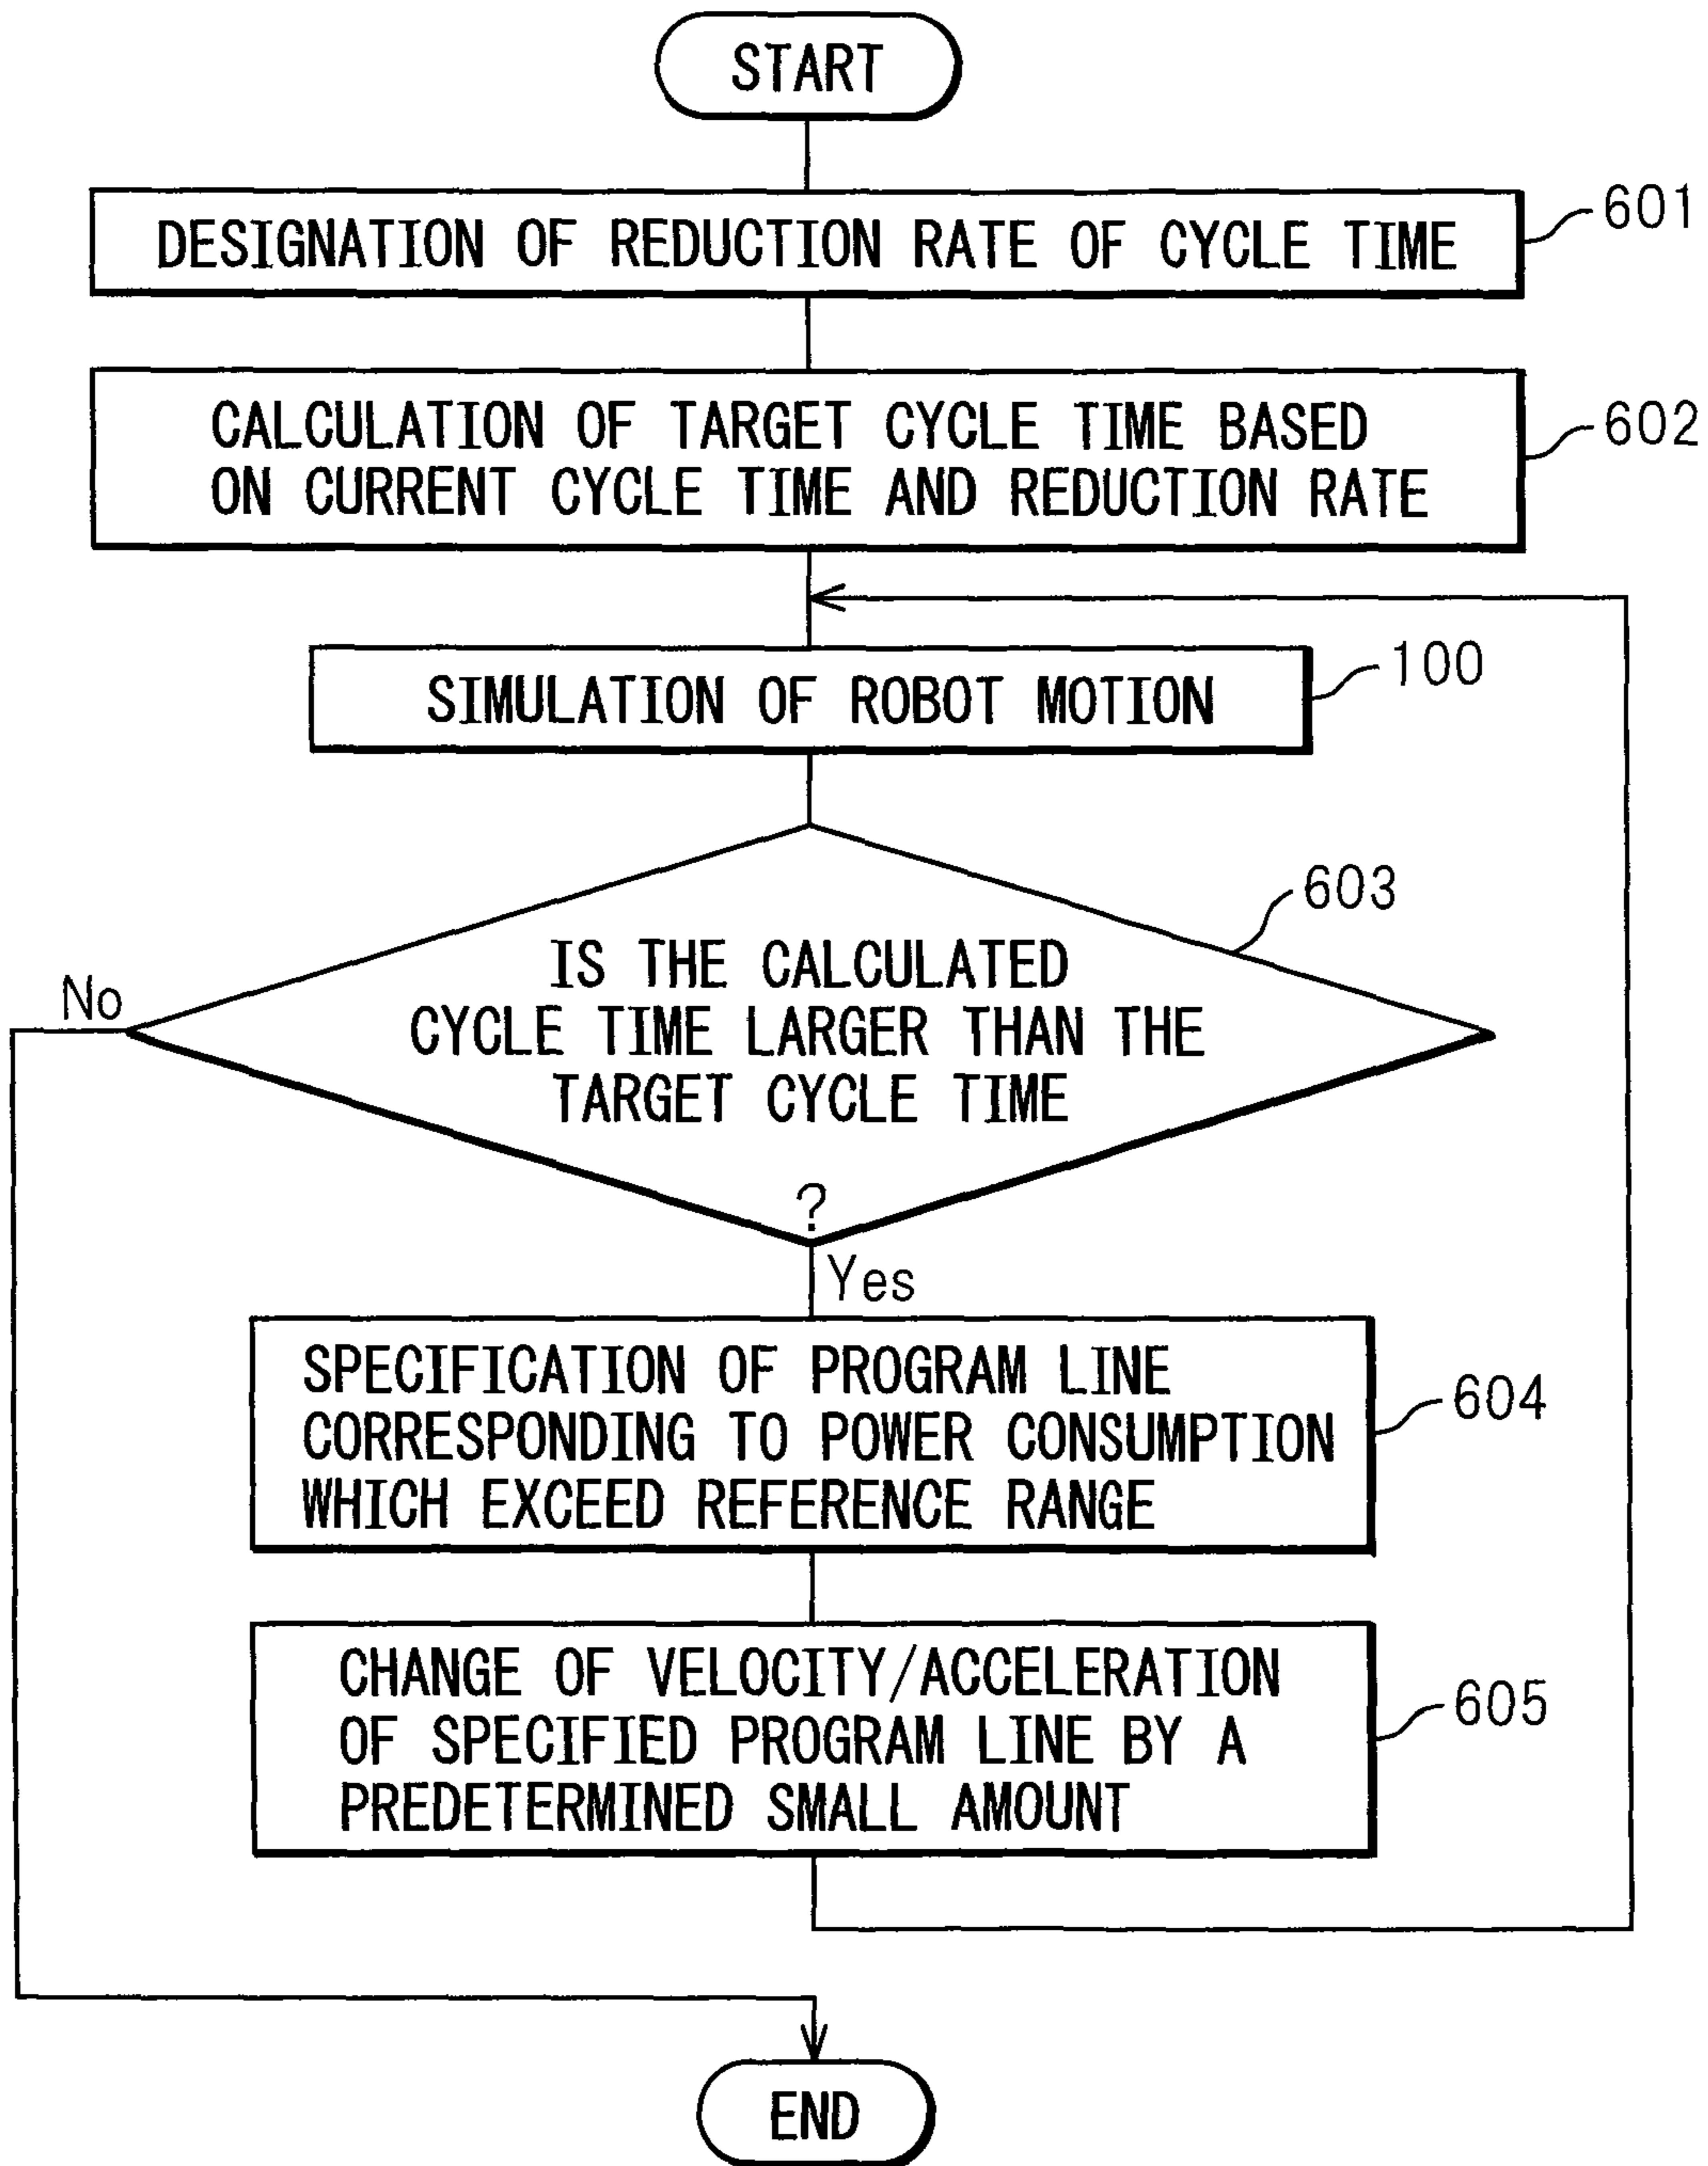 START
DESIGNATION OF REDUCTION RATE OF CYCLE TIME
601
CALCULATION OF TARGET CYCLE TIME BASED
ON CURRENT CYCLE TIME AND REDUCTION RATE
602
SIMULATION OF ROBOT MOTION
100
603
IS THE CALCULATED
CYCLE TIME LARGER THAN THE
TARGET CYCLE TIME
?
No
Yes
SPECIFICATION OF PROGRAM LINE
CORRESPONDING TO POWER CONSUMPTION
WHICH EXCEED REFERENCE RANGE
604
CHANGE OF VELOCITY/ACCELERATION
OF SPECIFIED PROGRAM LINE BY A
PREDETERMINED SMALL AMOUNT
605
END